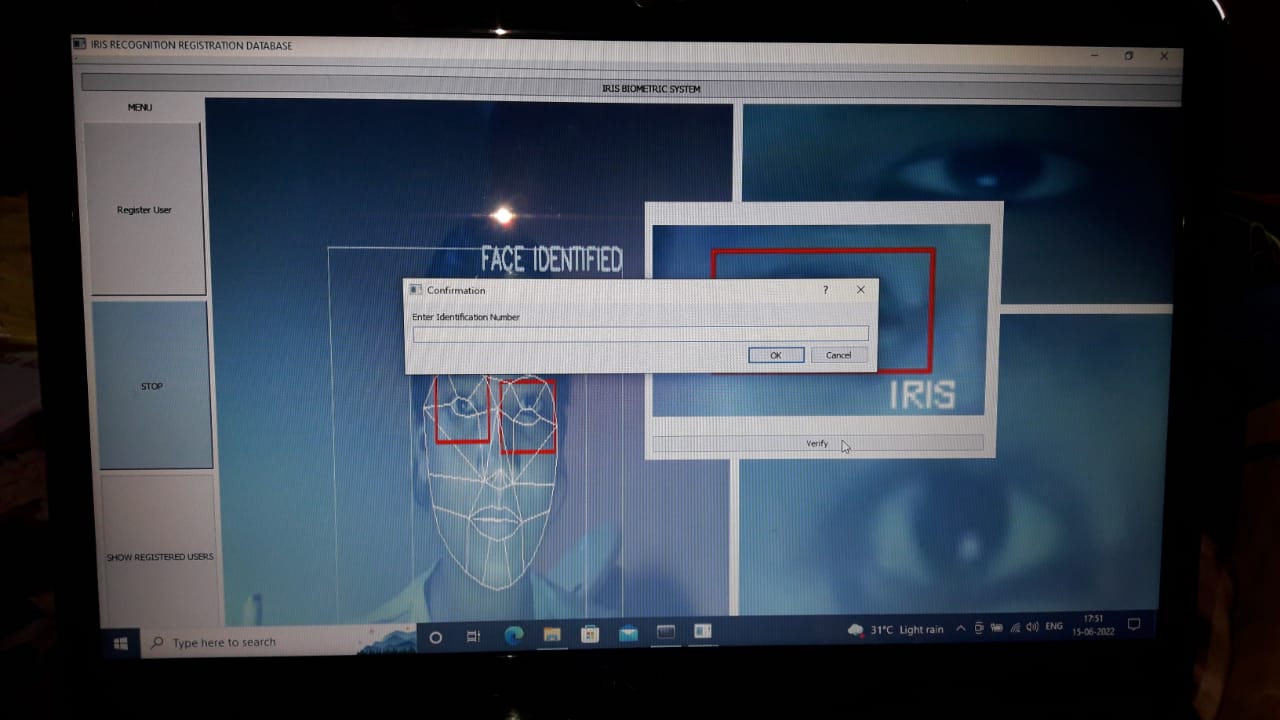 IRIS RECOGNITION REGISTRATION DATABASE
IRIS BIOMETRIC SYSTEM
MENU
Register User
STOP
SHOW REGISTERED USERS
FACE IDENTIFIED
Confirmation
Enter Identification Number
OK
Cancel
IRIS
Verify
Type here to search
31°C Light rain
ENG
17:51
15-06-2022